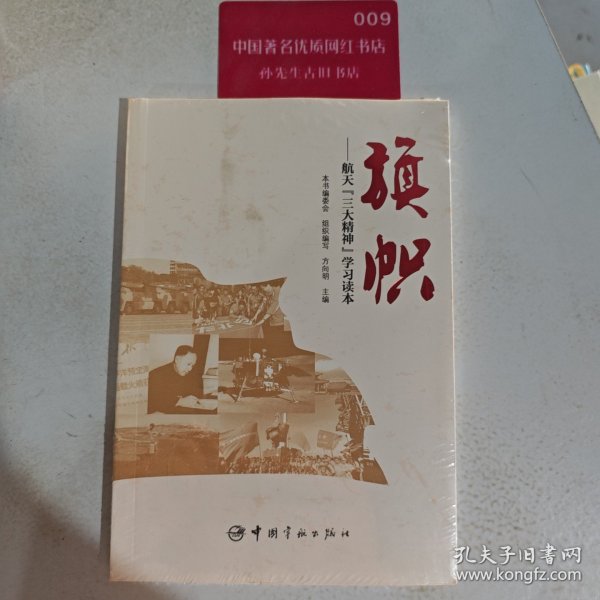 009
中国著名优质网红书店
孙先生古旧书店
旗帜
——航天『三大精神』学习读本
本书编委会 组织编写 方向明 主编
中国宇航出版社
孔夫子旧书网
www.kongfz.com